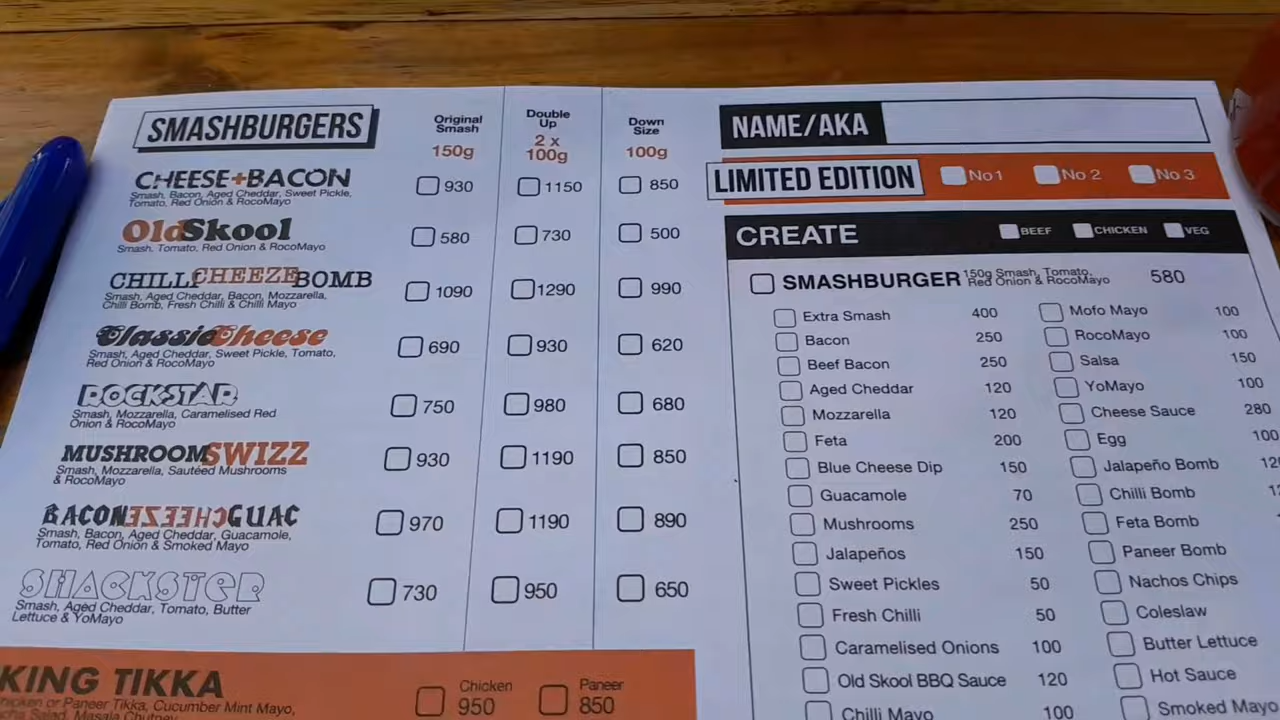 SMASHBURGERS
Original Smash 150g
Double Up 2 x 100g
Down Size 100g
CHEESE+BACON 930 1150 850
Smash, Bacon, Aged Cheddar, Sweet Pickle,
Tomato, Red Onion & RocoMayo
OldSkool 580 730 500
Smash, Tomato, Red Onion & RocoMayo
CHILLI CHEEZE BOMB 1090 1290 990
Smash, Aged Cheddar, Bacon, Mozzarella,
Chilli Bomb, Fresh Chilli & Chilli Mayo
ClassicCheese 690 930 620
Smash, Aged Cheddar, Sweet Pickle, Tomato,
Red Onion & RocoMayo
ROCKSTAR 750 980 680
Smash, Mozzarella, Caramelised Red
Onion & RocoMayo
MUSHROOMSWIZZ 930 1190 850
Smash, Mozzarella, Sautéed Mushrooms
& RocoMayo
BACONCHEEZEGUAC 970 1190 890
Smash, Bacon, Aged Cheddar, Guacamole,
Tomato, Red Onion & Smoked Mayo
SHACKSTER 730 950 650
Smash, Aged Cheddar, Tomato, Butter
Lettuce & YoMayo
KING TIKKA Chicken 950 Paneer 850
Chicken or Paneer Tikka, Cucumber Mint Mayo,
Salad, Masala Chutney
NAME/AKA
LIMITED EDITION No 1 No 2 No 3
CREATE BEEF CHICKEN VEG
SMASHBURGER 150g Smash, Tomato, Red Onion & RocoMayo 580
Extra Smash 400
Bacon 250
Beef Bacon 250
Aged Cheddar 120
Mozzarella 120
Feta 200
Blue Cheese Dip 150
Guacamole 70
Mushrooms 250
Jalapeños 150
Sweet Pickles 50
Fresh Chilli 50
Caramelised Onions 100
Old Skool BBQ Sauce 120
Chilli Mayo 100
Mofo Mayo 100
RocoMayo 100
Salsa 150
YoMayo 100
Cheese Sauce 280
Egg 100
Jalapeño Bomb
Chilli Bomb
Feta Bomb
Paneer Bomb
Nachos Chips
Coleslaw
Butter Lettuce
Hot Sauce
Smoked Mayo